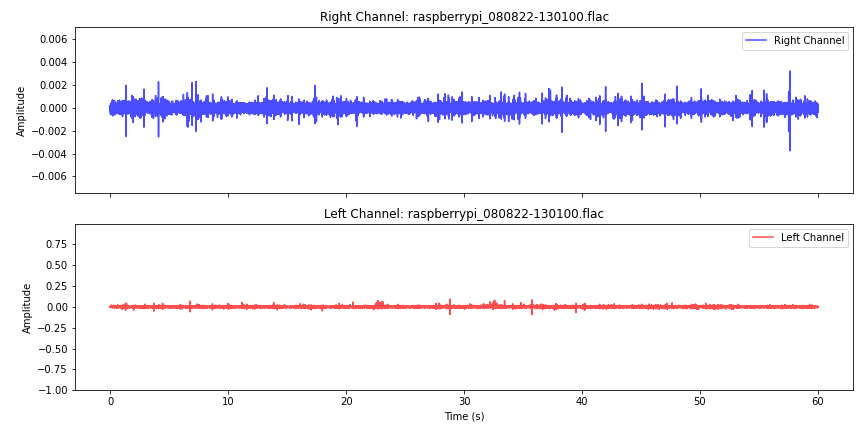 Right Channel: raspberrypi_080822-130100.flac
Right Channel
0.006
0.004
0.002
0.000
−0.002
−0.004
−0.006
Amplitude
Left Channel: raspberrypi_080822-130100.flac
Left Channel
0.75
0.50
0.25
0.00
−0.25
−0.50
−0.75
−1.00
Amplitude
0 10 20 30 40 50 60
Time (s)